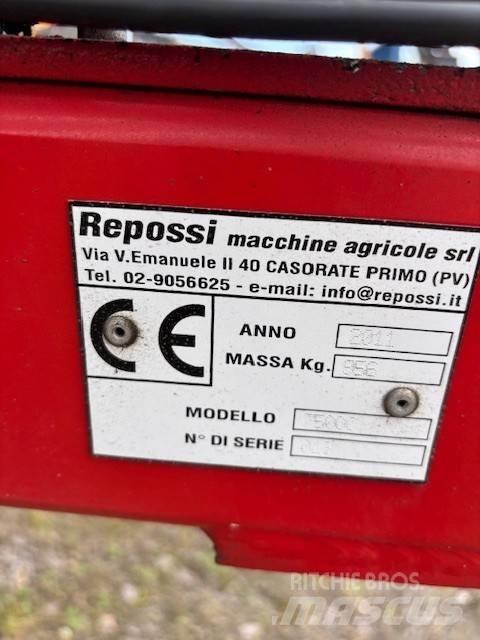 Repossi macchine agricole srl
Via V.Emanuele II 40 CASORATE PRIMO (PV)
Tel. 02-9056625 - e-mail: info@repossi.it
CE
ANNO 2011
MASSA Kg. 956
MODELLO
N° DI SERIE
RITCHIE BROS.
MASCUS